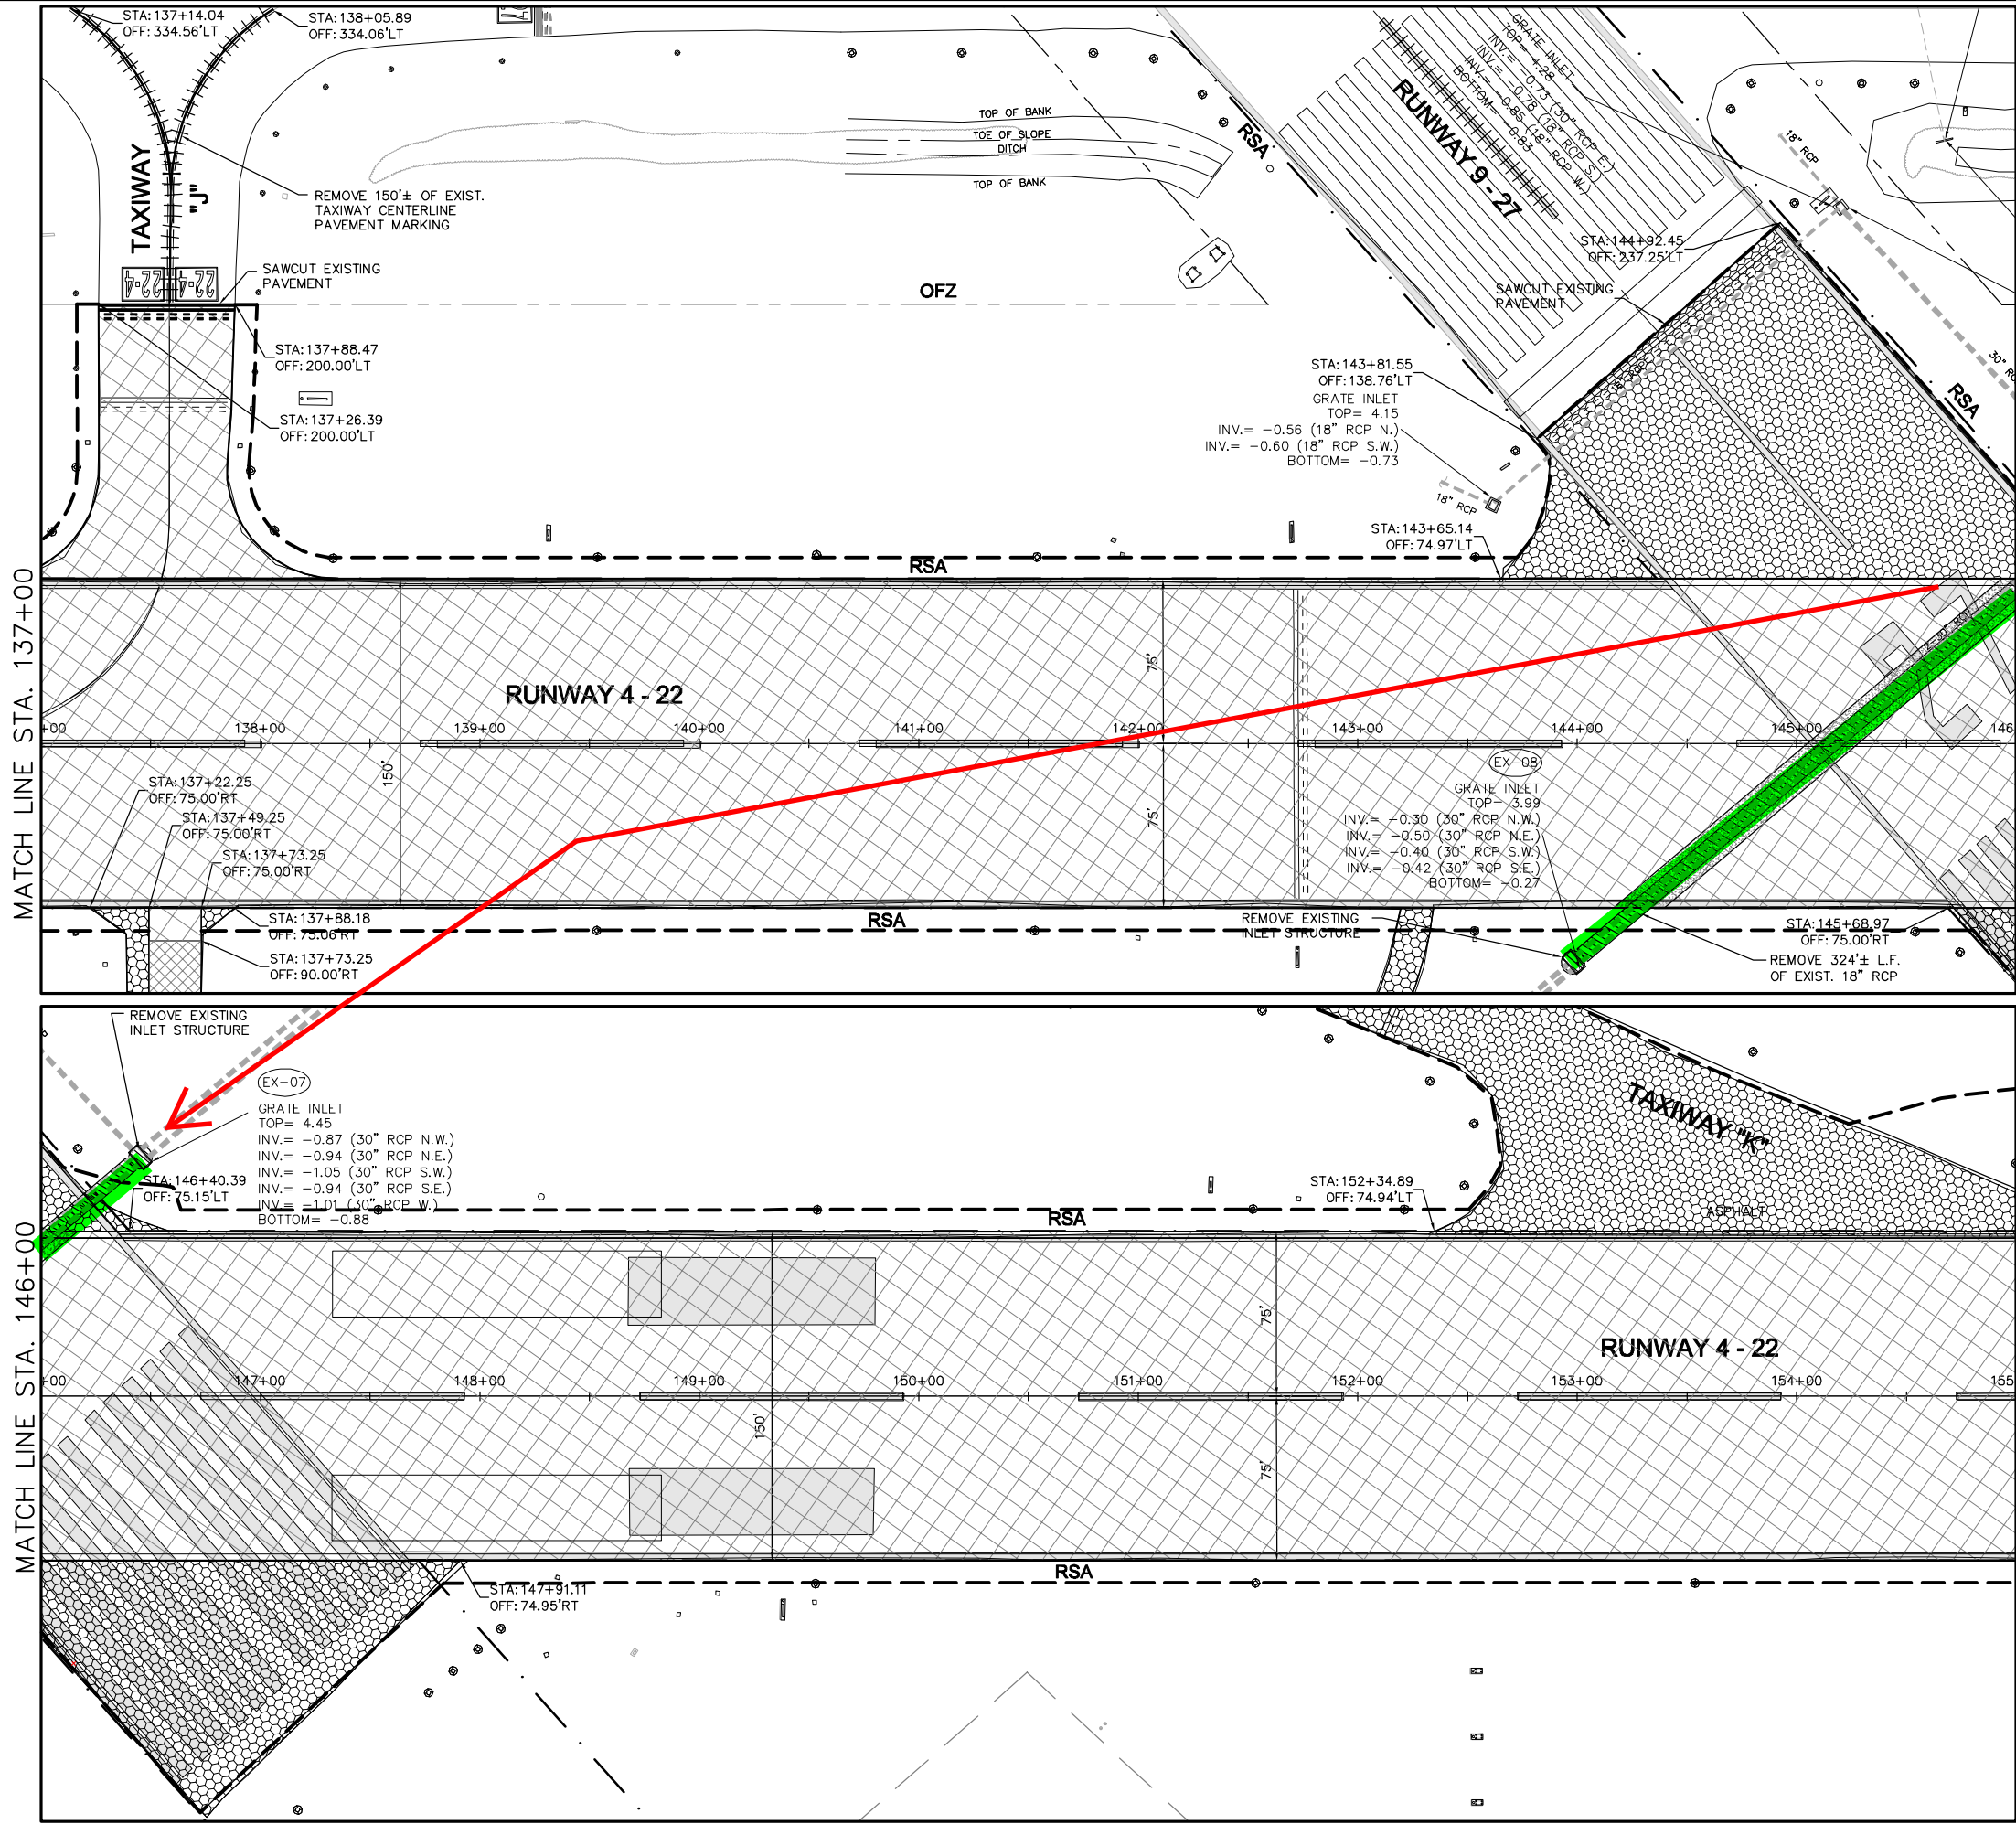 STA: 137+14.04
OFF: 334.56'LT
STA: 138+05.89
OFF: 334.06'LT
TAXIWAY
"J"
REMOVE 150'± OF EXIST.
TAXIWAY CENTERLINE
PAVEMENT MARKING
22-4
22-4
SAWCUT EXISTING
PAVEMENT
TOP OF BANK
TOE OF SLOPE
DITCH
TOP OF BANK
RSA
RUNWAY 9 - 27
GRATE INLET
TOP= 4.28
INV.= -0.73 (30" RCP E.)
INV.= -0.78 (18" RCP S.)
INV.= -0.85 (18" RCP W.)
BOTTOM= -0.83
18" RCP
STA: 144+92.45
OFF: 237.25'LT
SAWCUT EXISTING
PAVEMENT
OFZ
STA: 137+88.47
OFF: 200.00'LT
STA: 137+26.39
OFF: 200.00'LT
STA: 143+81.55
OFF: 138.76'LT
GRATE INLET
TOP= 4.15
INV.= -0.56 (18" RCP N.)
INV.= -0.60 (18" RCP S.W.)
BOTTOM= -0.73
18" RCP
18" RCP
30" RC
RSA
STA: 143+65.14
OFF: 74.97'LT
RSA
MATCH LINE STA. 137+00
RUNWAY 4 - 22
75'
30" RC
+00
138+00
139+00
140+00
141+00
142+00
143+00
144+00
145+00
146
150'
75'
STA: 137+22.25
OFF: 75.00'RT
STA: 137+49.25
OFF: 75.00'RT
STA: 137+73.25
OFF: 75.00'RT
EX-08
GRATE INLET
TOP= 3.99
INV.= -0.30 (30" RCP N.W.)
INV.= -0.50 (30" RCP N.E.)
INV.= -0.40 (30" RCP S.W.)
INV.= -0.42 (30" RCP S.E.)
BOTTOM= -0.27
STA: 137+88.18
OFF: 75.06'RT
RSA
REMOVE EXISTING
INLET STRUCTURE
STA: 145+68.97
OFF: 75.00'RT
STA: 137+73.25
OFF: 90.00'RT
REMOVE 324'± L.F.
OF EXIST. 18" RCP
REMOVE EXISTING
INLET STRUCTURE
EX-07
GRATE INLET
TOP= 4.45
INV.= -0.87 (30" RCP N.W.)
INV.= -0.94 (30" RCP N.E.)
INV.= -1.05 (30" RCP S.W.)
INV.= -0.94 (30" RCP S.E.)
INV.= -1.01 (30" RCP W.)
BOTTOM= -0.88
STA: 146+40.39
OFF: 75.15'LT
TAXIWAY "K"
STA: 152+34.89
OFF: 74.94'LT
ASPHALT
RSA
MATCH LINE STA. 146+00
75'
RUNWAY 4 - 22
+00
147+00
148+00
149+00
150+00
151+00
152+00
153+00
154+00
155
150'
75'
RSA
STA: 147+91.11
OFF: 74.95'RT